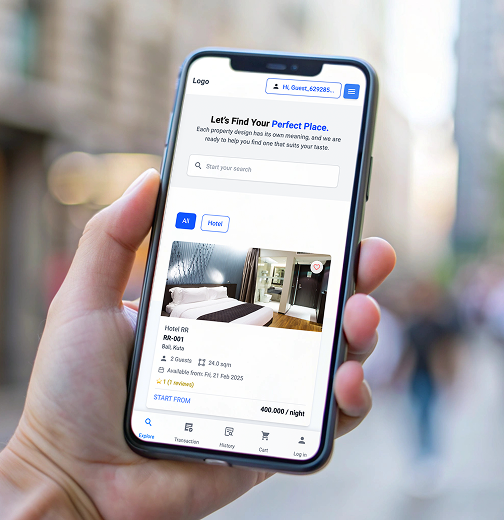 Logo
Hi, Guest_629285...
Let's Find Your Perfect Place.
Each property design has its own meaning, and we are
ready to help you find one that suits your taste.
Start your search
All
Hotel
Hotel RR
RR-001
Bali, Kuta
2 Guests
24.0 sqm
Available from: Fri, 21 Feb 2025
1 (1 reviews)
START FROM
400.000 / night
Explore
Transaction
History
Cart
Log in